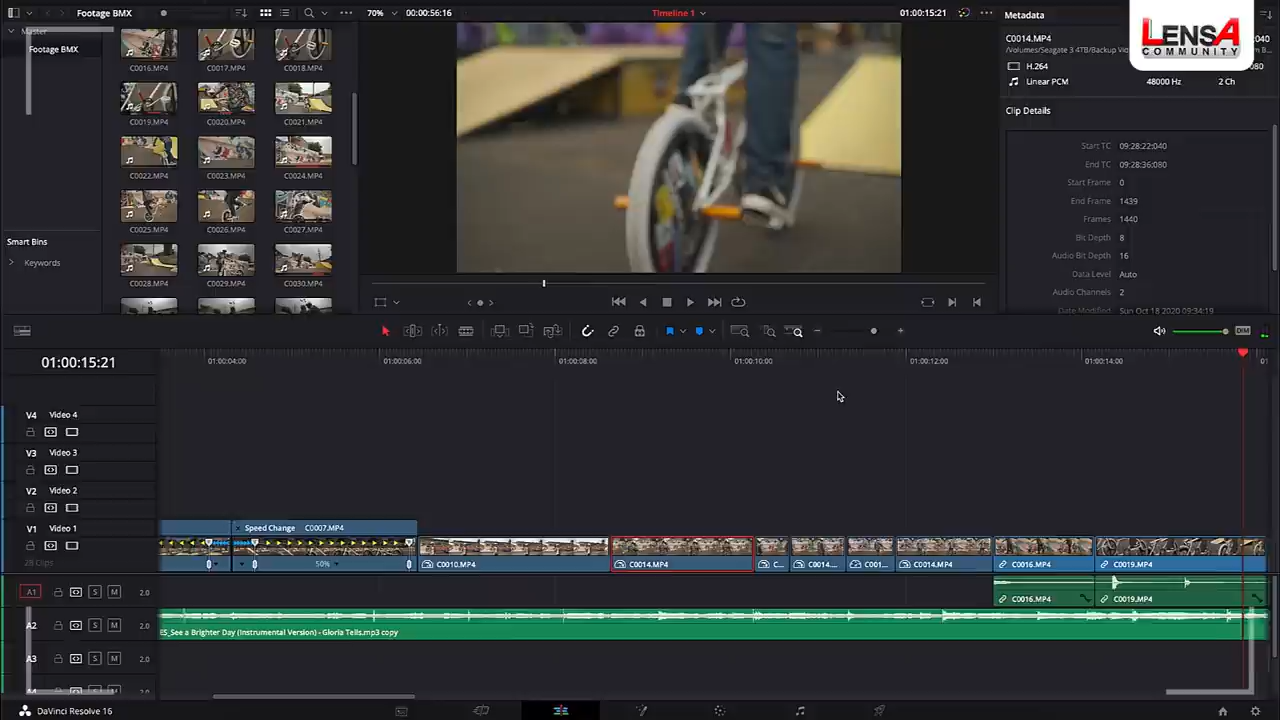 Footage BMX
70%
00:00:56:16
Timeline 1
01:00:15:21
Metadata
LENSA
COMMUNITY
C0014.MP4
/Volumes/Seagate 3 4TB/Backup
H.264
Linear PCM
48000 Hz
2 Ch
Master
Footage BMX
C0016.MP4
C0017.MP4
C0018.MP4
C0019.MP4
C0020.MP4
C0021.MP4
C0022.MP4
C0023.MP4
C0024.MP4
C0025.MP4
C0026.MP4
C0027.MP4
C0028.MP4
C0029.MP4
C0030.MP4
Smart Bins
Keywords
Clip Details
Start TC 09:28:22:040
End TC 09:28:36:080
Start Frame 0
End Frame 1439
Frames 1440
Bit Depth 8
Audio Bit Depth 16
Data Level Auto
Audio Channels 2
Date Modified Sun Oct 18 2020 09:34:19
DIM
01:00:15:21
01:00:04:00
01:00:06:00
01:00:08:00
01:00:10:00
01:00:12:00
01:00:14:00
V4 Video 4
V3 Video 3
V2 Video 2
V1 Video 1
28 Clips
Speed Change C0007.MP4
50%
C0010.MP4
C0014.MP4
C...
C0014....
C001...
C0014.MP4
C0016.MP4
C0019.MP4
A1 S M 2.0
C0016.MP4
C0019.MP4
A2 S M 2.0
ES_See a Brighter Day (Instrumental Version) - Gloria Tells.mp3 copy
A3 S M 2.0
DaVinci Resolve 16